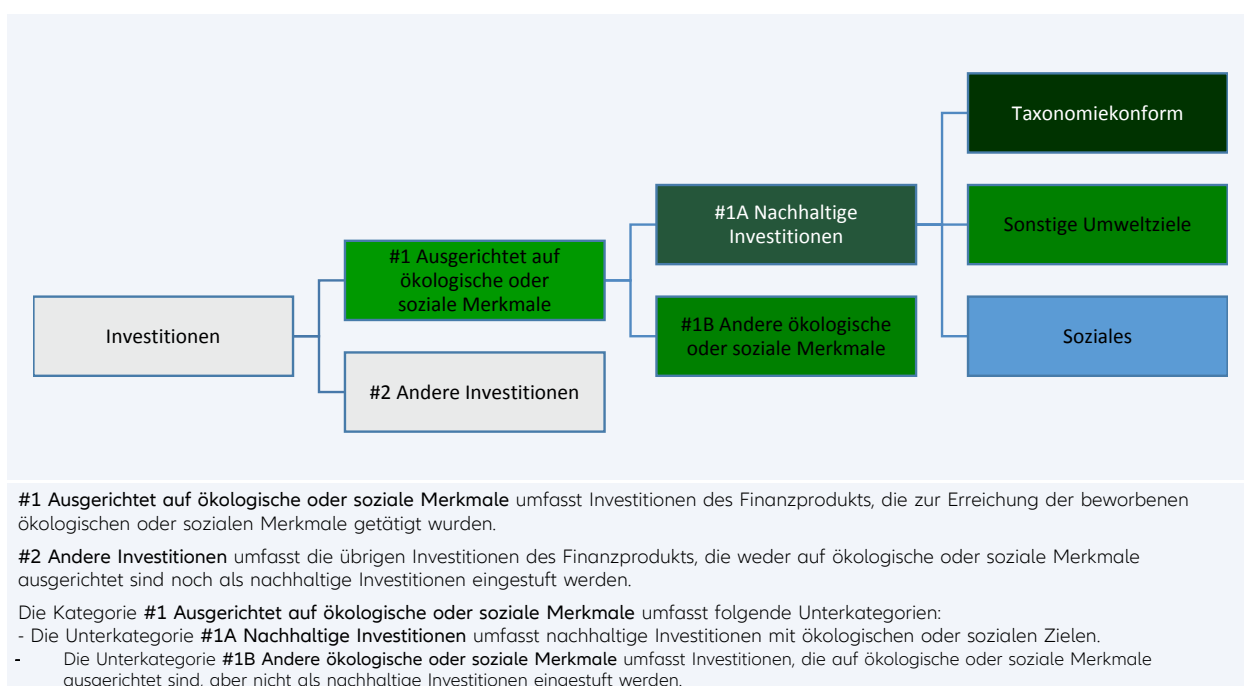 Taxonomiekonform
#1A Nachhaltige
Investitionen
Sonstige Umweltziele
#1 Ausgerichtet auf
ökologische oder
soziale Merkmale
Investitionen
#1B Andere ökologische
oder soziale Merkmale
Soziales
#2 Andere Investitionen
#1 Ausgerichtet auf ökologische oder soziale Merkmale umfasst Investitionen des Finanzprodukts, die zur Erreichung der beworbenen
ökologischen oder sozialen Merkmale getätigt wurden.
#2 Andere Investitionen umfasst die übrigen Investitionen des Finanzprodukts, die weder auf ökologische oder soziale Merkmale
ausgerichtet sind noch als nachhaltige Investitionen eingestuft werden.
Die Kategorie #1 Ausgerichtet auf ökologische oder soziale Merkmale umfasst folgende Unterkategorien:
- Die Unterkategorie #1A Nachhaltige Investitionen umfasst nachhaltige Investitionen mit ökologischen oder sozialen Zielen.
- Die Unterkategorie #1B Andere ökologische oder soziale Merkmale umfasst Investitionen, die auf ökologische oder soziale Merkmale
ausgerichtet sind, aber nicht als nachhaltige Investitionen eingestuft werden.